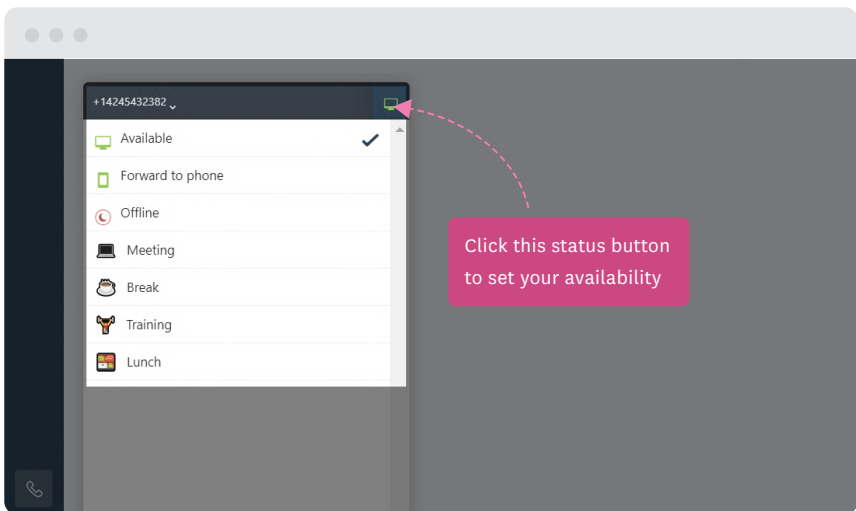 +14245432382
Available
Forward to phone
Offline
Meeting
Break
Training
Lunch
Click this status button
to set your availability